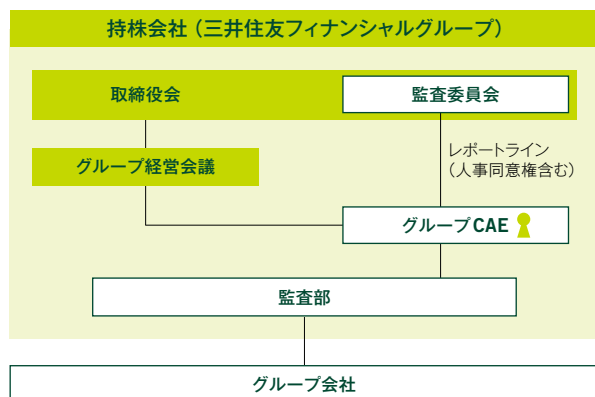 持株会社（三井住友フィナンシャルグループ）
取締役会
監査委員会
レポートライン
（人事同意権含む）
グループ経営会議
グループCAE
監査部
グループ会社